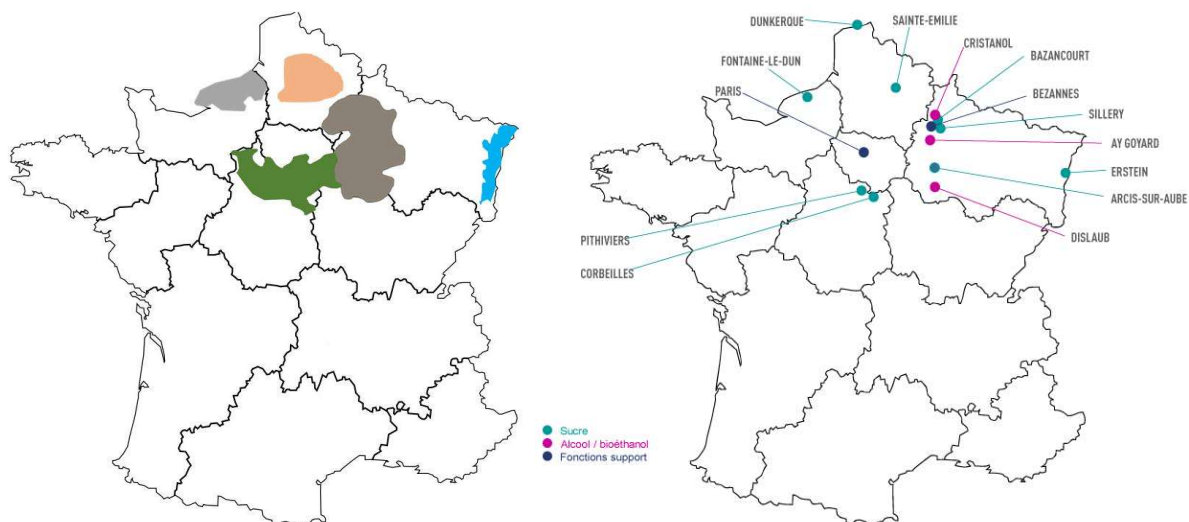 DUNKERQUE
SAINTE-EMILIE
CRISTANOL
FONTAINE-LE-DUN
BAZANCOURT
PARIS
BEZANNES
SILLERY
AY GOYARD
ERSTEIN
ARCIS-SUR-AUBE
PITHIVIERS
DISLAUB
CORBEILLES
Sucre
Alcool / bioéthanol
Fonctions support